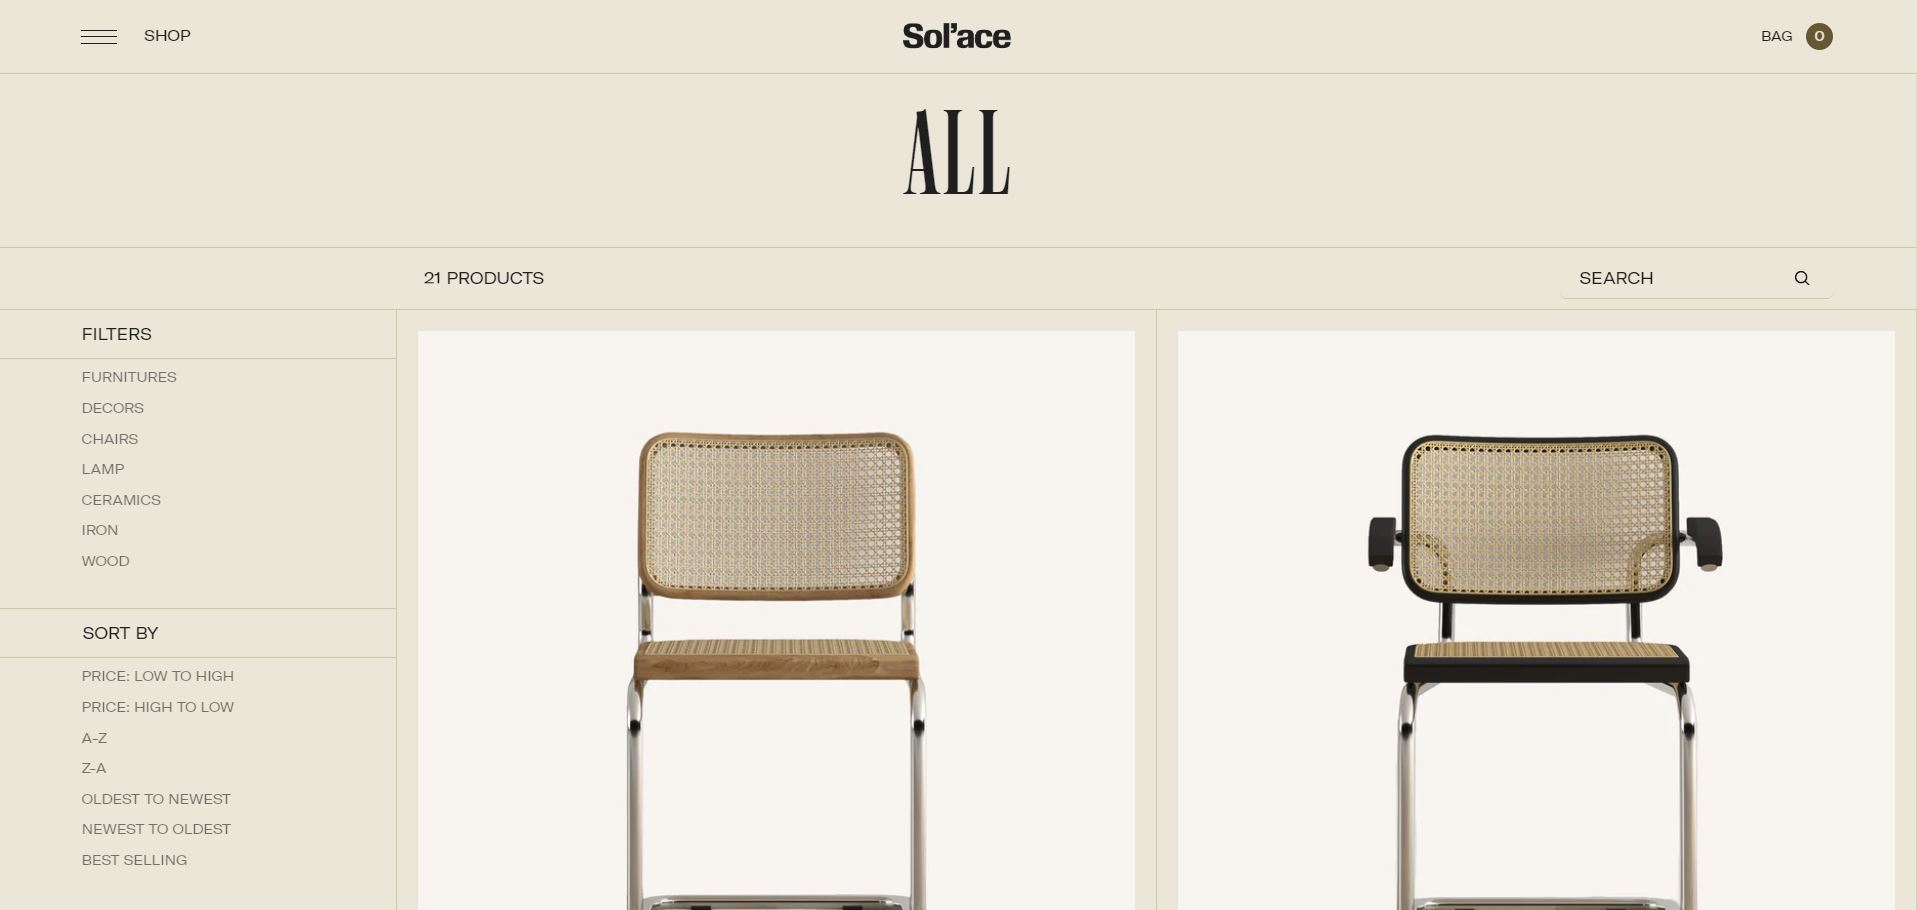 SHOP
Sol'ace
BAG 0
ALL
21 PRODUCTS
SEARCH
FILTERS
FURNITURES
DECORS
CHAIRS
LAMP
CERAMICS
IRON
WOOD
SORT BY
PRICE: LOW TO HIGH
PRICE: HIGH TO LOW
A-Z
Z-A
OLDEST TO NEWEST
NEWEST TO OLDEST
BEST SELLING